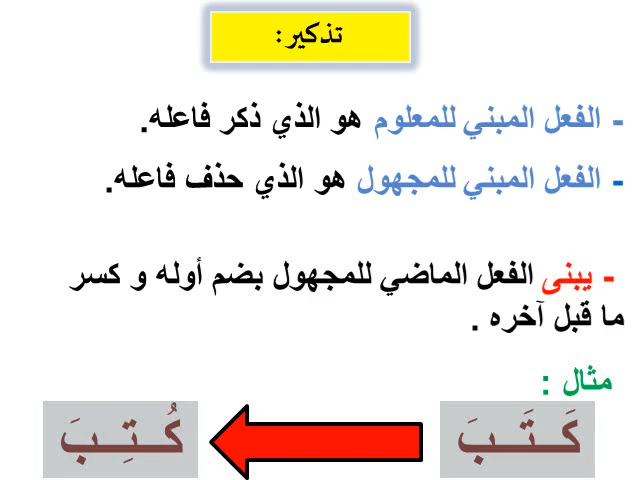 تذكير:
- الفعل المبني للمعلوم هو الذي ذكر فاعله.
- الفعل المبني للمجهول هو الذي حذف فاعله.
- يبنى الفعل الماضي للمجهول بضم أوله و كسر
ما قبل آخره .
مثال :
كَـتَـبَ
كُـتِـبَ